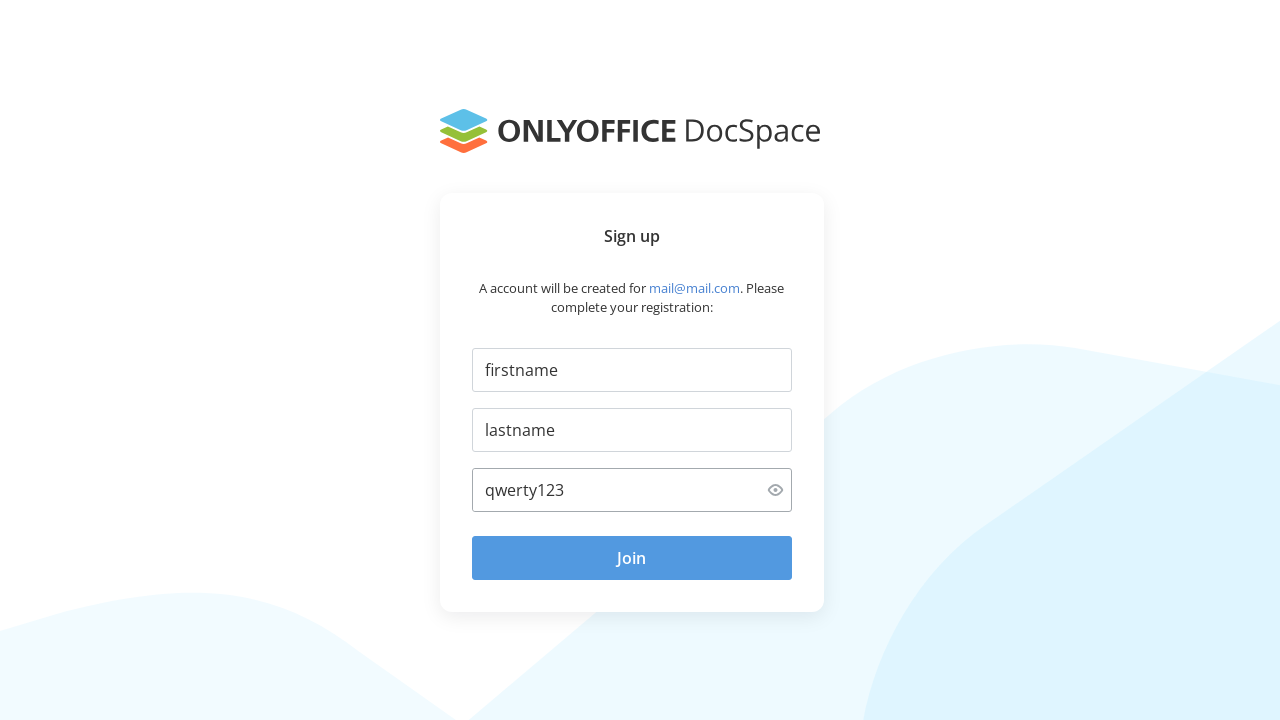 ONLYOFFICE DocSpace
Sign up
A account will be created for mail@mail.com. Please
complete your registration:
firstname
lastname
qwerty123
Join